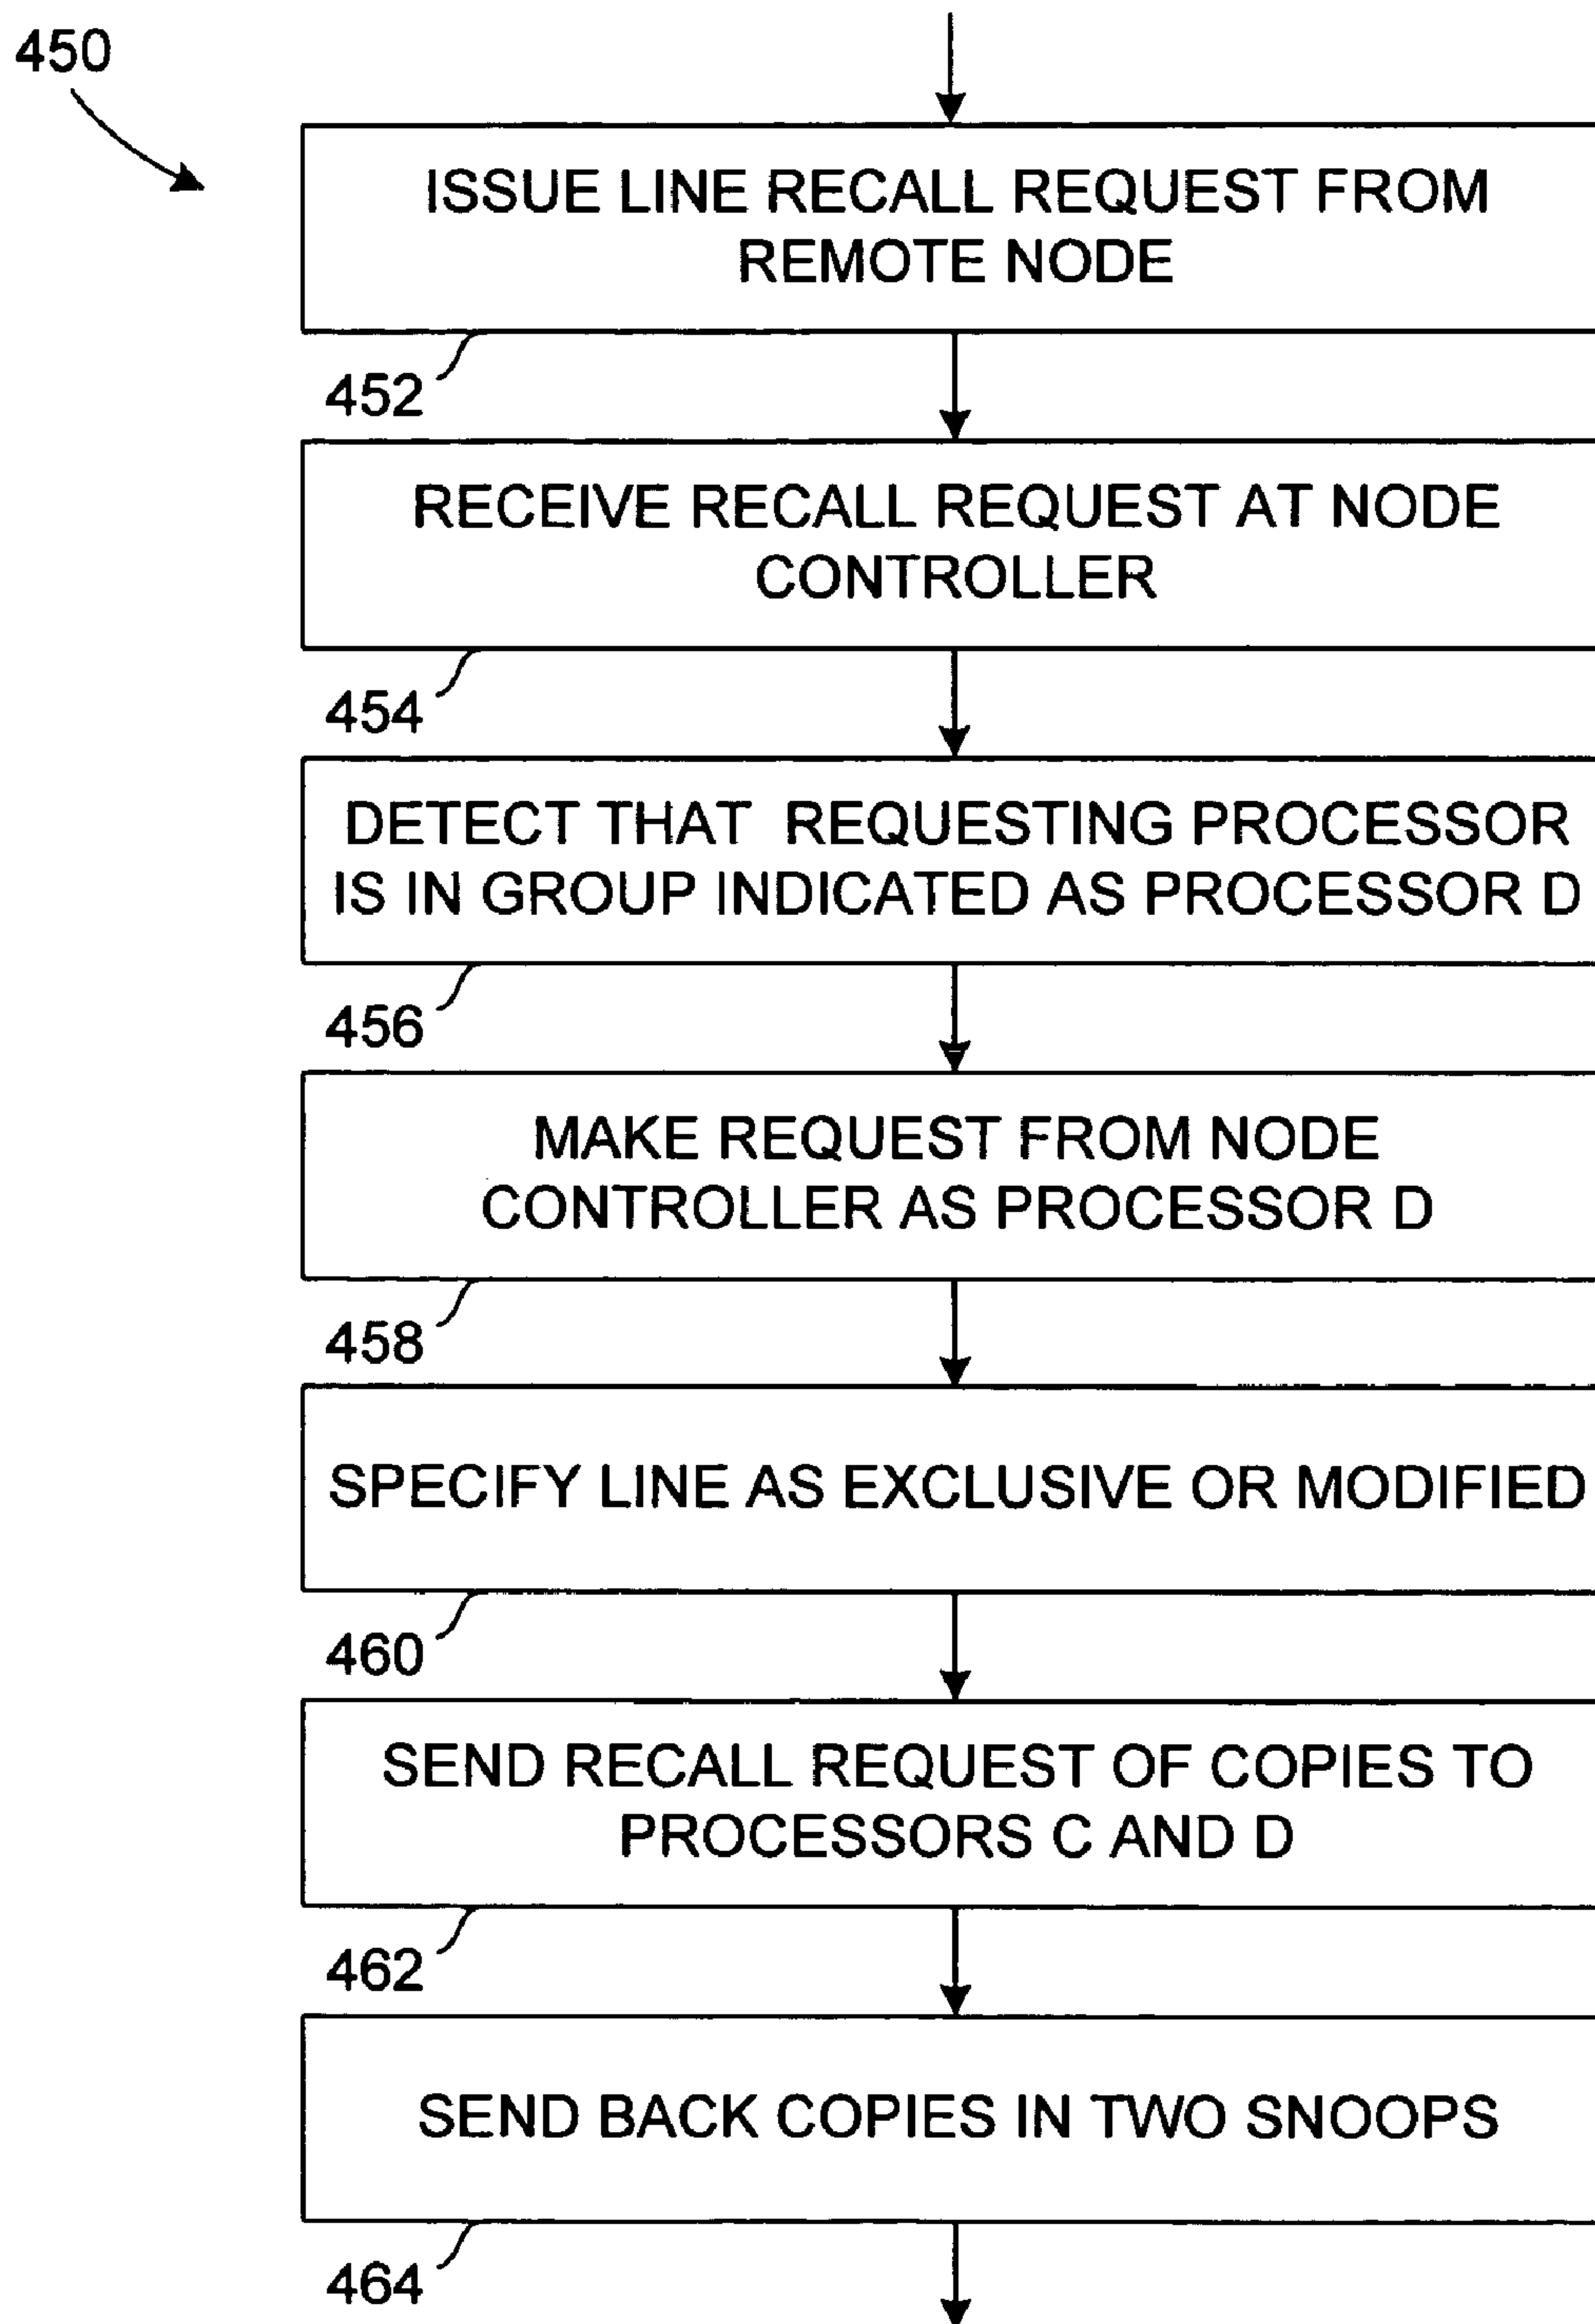 450
ISSUE LINE RECALL REQUEST FROM
REMOTE NODE
452
RECEIVE RECALL REQUEST AT NODE
CONTROLLER
454
DETECT THAT REQUESTING PROCESSOR
IS IN GROUP INDICATED AS PROCESSOR D
456
MAKE REQUEST FROM NODE
CONTROLLER AS PROCESSOR D
458
SPECIFY LINE AS EXCLUSIVE OR MODIFIED
460
SEND RECALL REQUEST OF COPIES TO
PROCESSORS C AND D
462
SEND BACK COPIES IN TWO SNOOPS
464